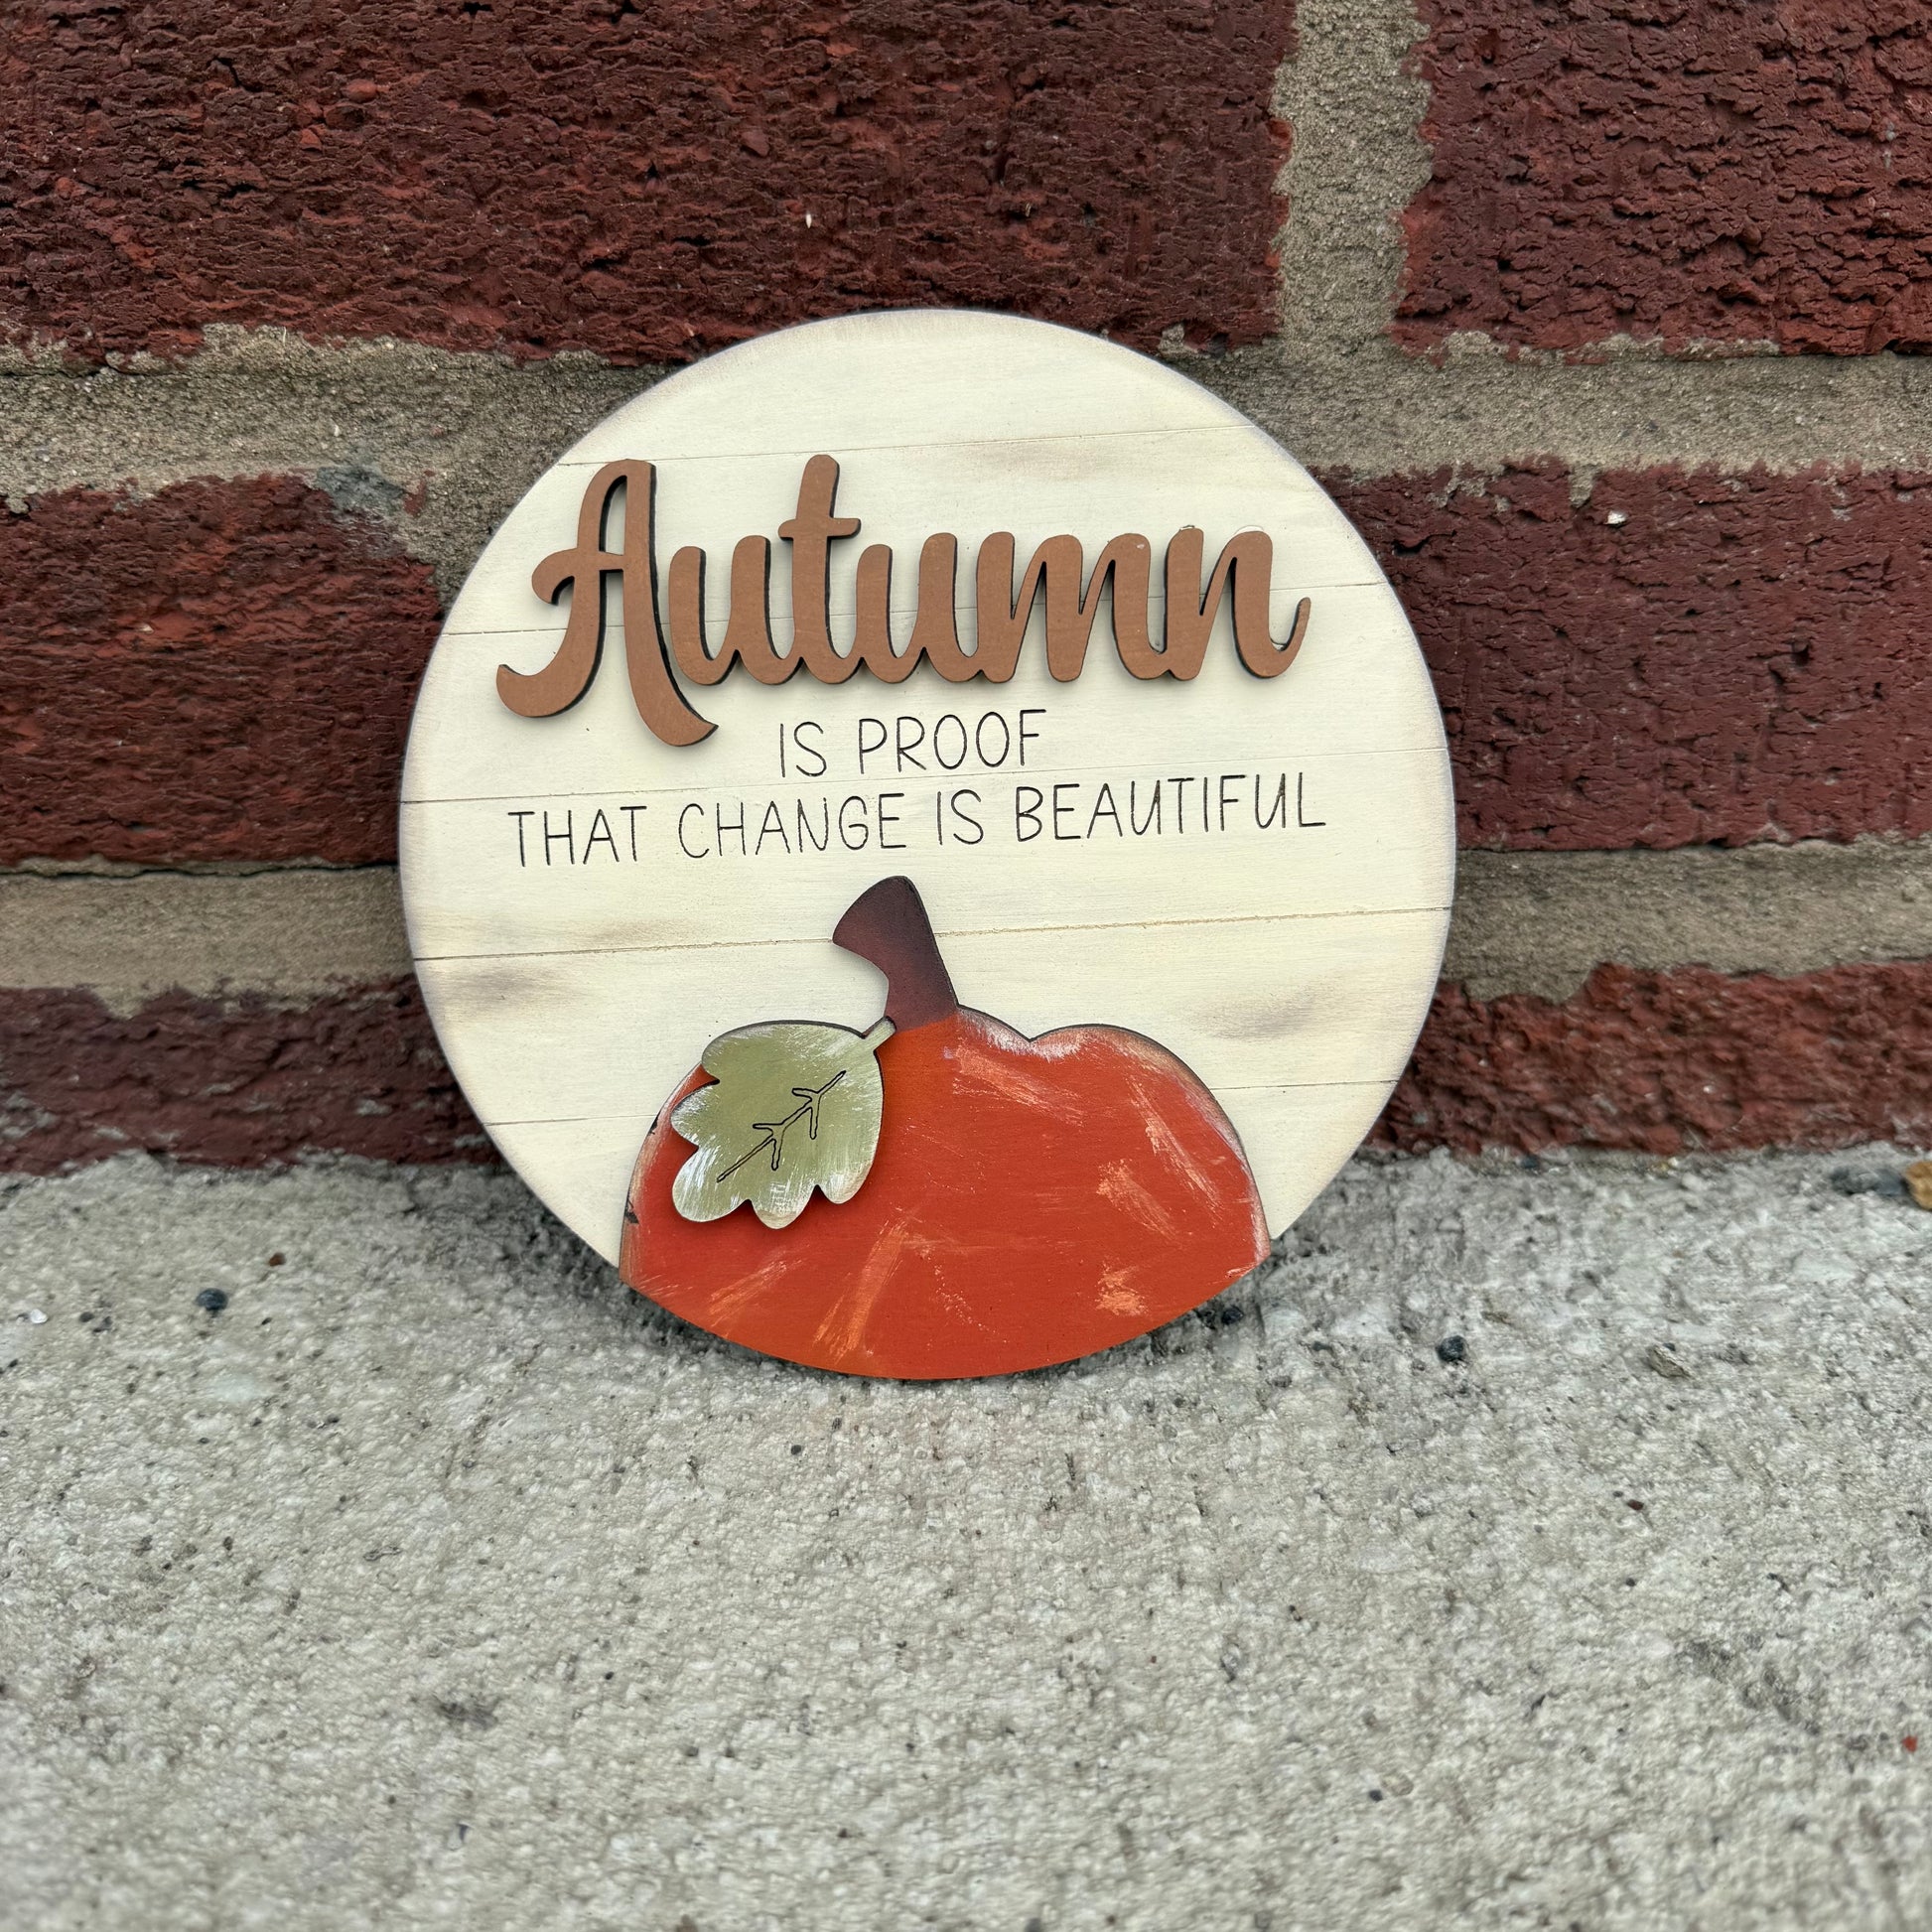 Autumn
IS PROOF
THAT CHANGE IS BEAUTIFUL